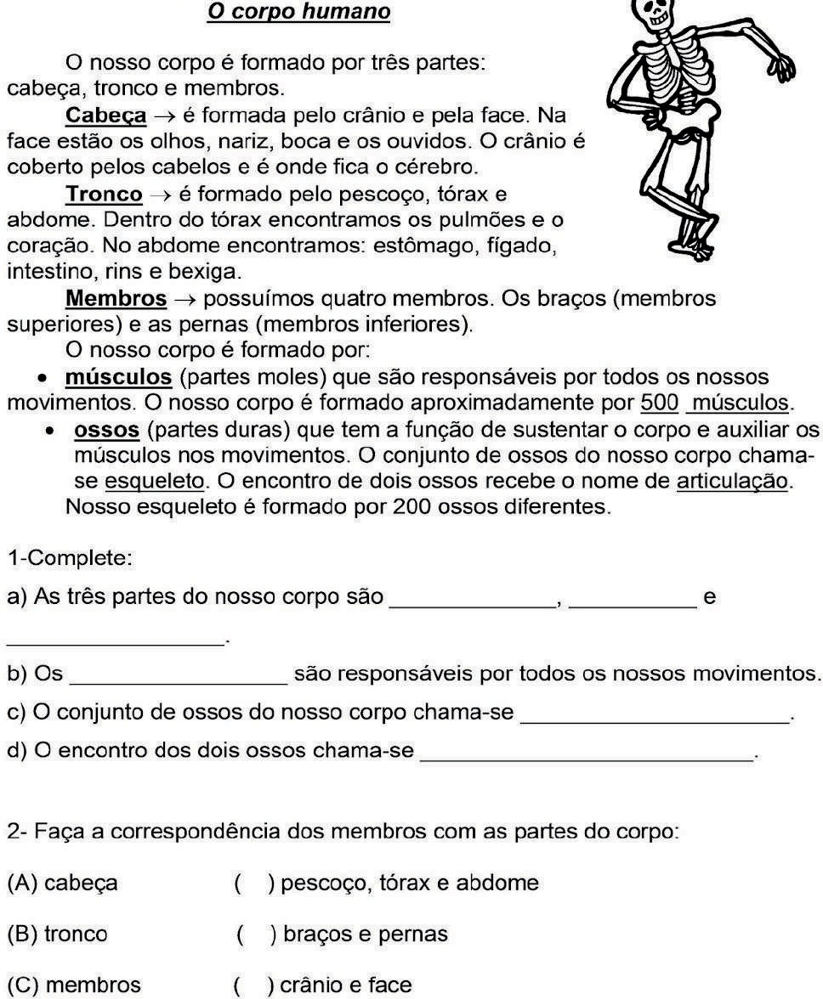 O corpo humano
O nosso corpo é formado por três partes:
cabeça, tronco e membros.
Cabeça → é formada pelo crânio e pela face. Na
face estão os olhos, nariz, boca e os ouvidos. O crânio é
coberto pelos cabelos e é onde fica o cérebro.
Tronco → é formado pelo pescoço, tórax e
abdome. Dentro do tórax encontramos os pulmões e o
coração. No abdome encontramos: estômago, fígado,
intestino, rins e bexiga.
Membros → possuímos quatro membros. Os braços (membros
superiores) e as pernas (membros inferiores).
O nosso corpo é formado por:
• músculos (partes moles) que são responsáveis por todos os nossos
movimentos. O nosso corpo é formado aproximadamente por 500 músculos.
• ossos (partes duras) que tem a função de sustentar o corpo e auxiliar os
músculos nos movimentos. O conjunto de ossos do nosso corpo chama-
se esqueleto. O encontro de dois ossos recebe o nome de articulação.
Nosso esqueleto é formado por 200 ossos diferentes.
1-Complete:
a) As três partes do nosso corpo são ______________, ___________ e
___________________.
b) Os ___________________ são responsáveis por todos os nossos movimentos.
c) O conjunto de ossos do nosso corpo chama-se _______________________.
d) O encontro dos dois ossos chama-se _____________________________.
2- Faça a correspondência dos membros com as partes do corpo:
(A) cabeça ( ) pescoço, tórax e abdome
(B) tronco ( ) braços e pernas
(C) membros ( ) crânio e face